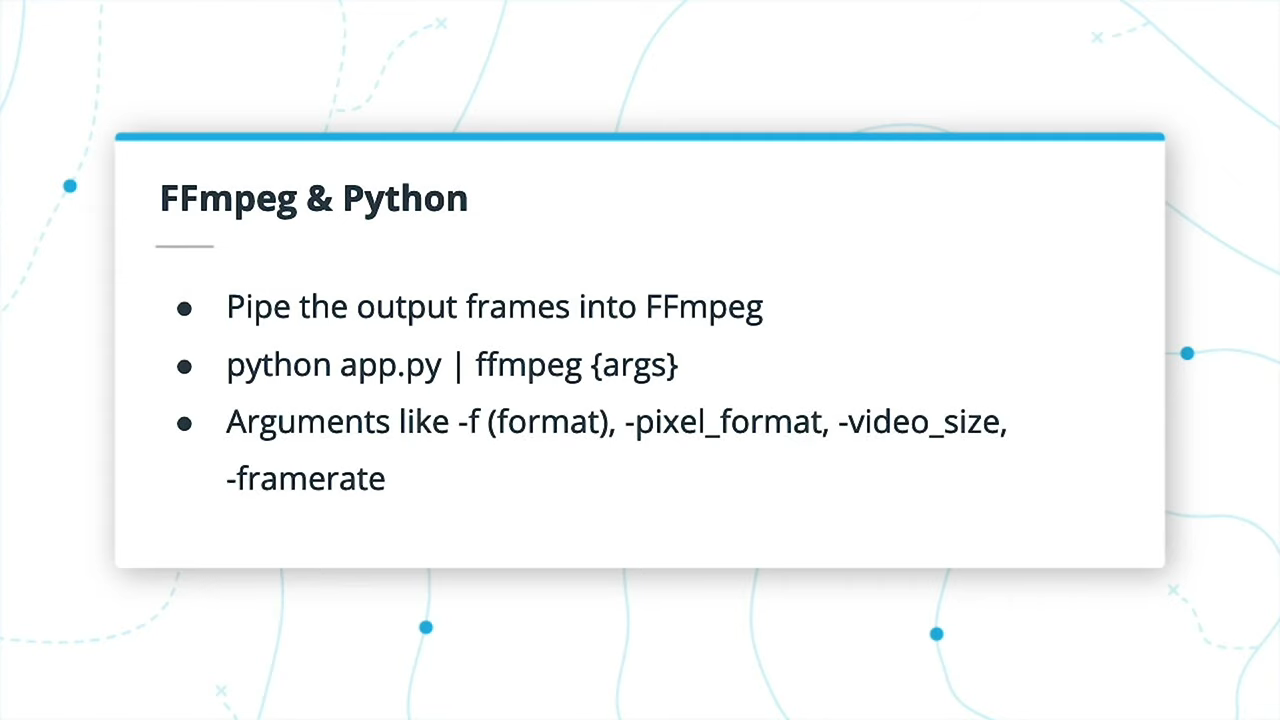 FFmpeg & Python
● Pipe the output frames into FFmpeg
● python app.py | ffmpeg {args}
● Arguments like -f (format), -pixel_format, -video_size,
-framerate